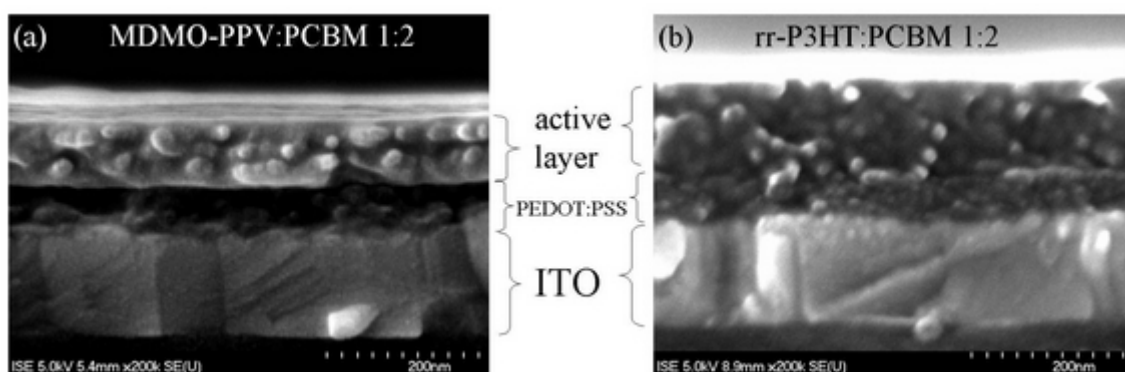 (a) MDMO-PPV:PCBM 1:2
ISE 5.0kV 5.4mm x200k SE(U)
200nm
active
layer
PEDOT:PSS
ITO
(b) rr-P3HT:PCBM 1:2
ISE 5.0kV 8.9mm x200k SE(U)
200nm